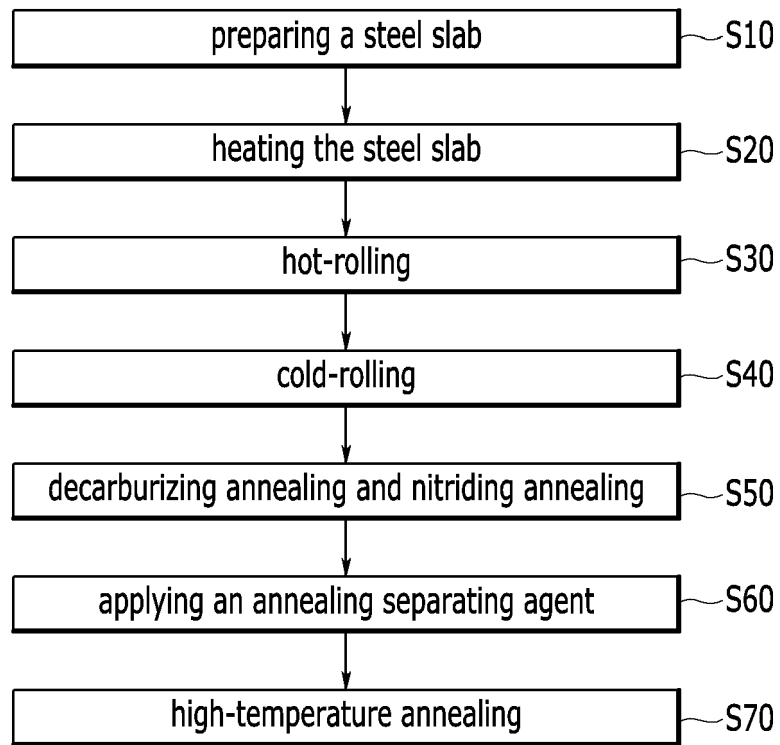 preparing a steel slab S10
heating the steel slab S20
hot-rolling S30
cold-rolling S40
decarburizing annealing and nitriding annealing S50
applying an annealing separating agent S60
high-temperature annealing S70